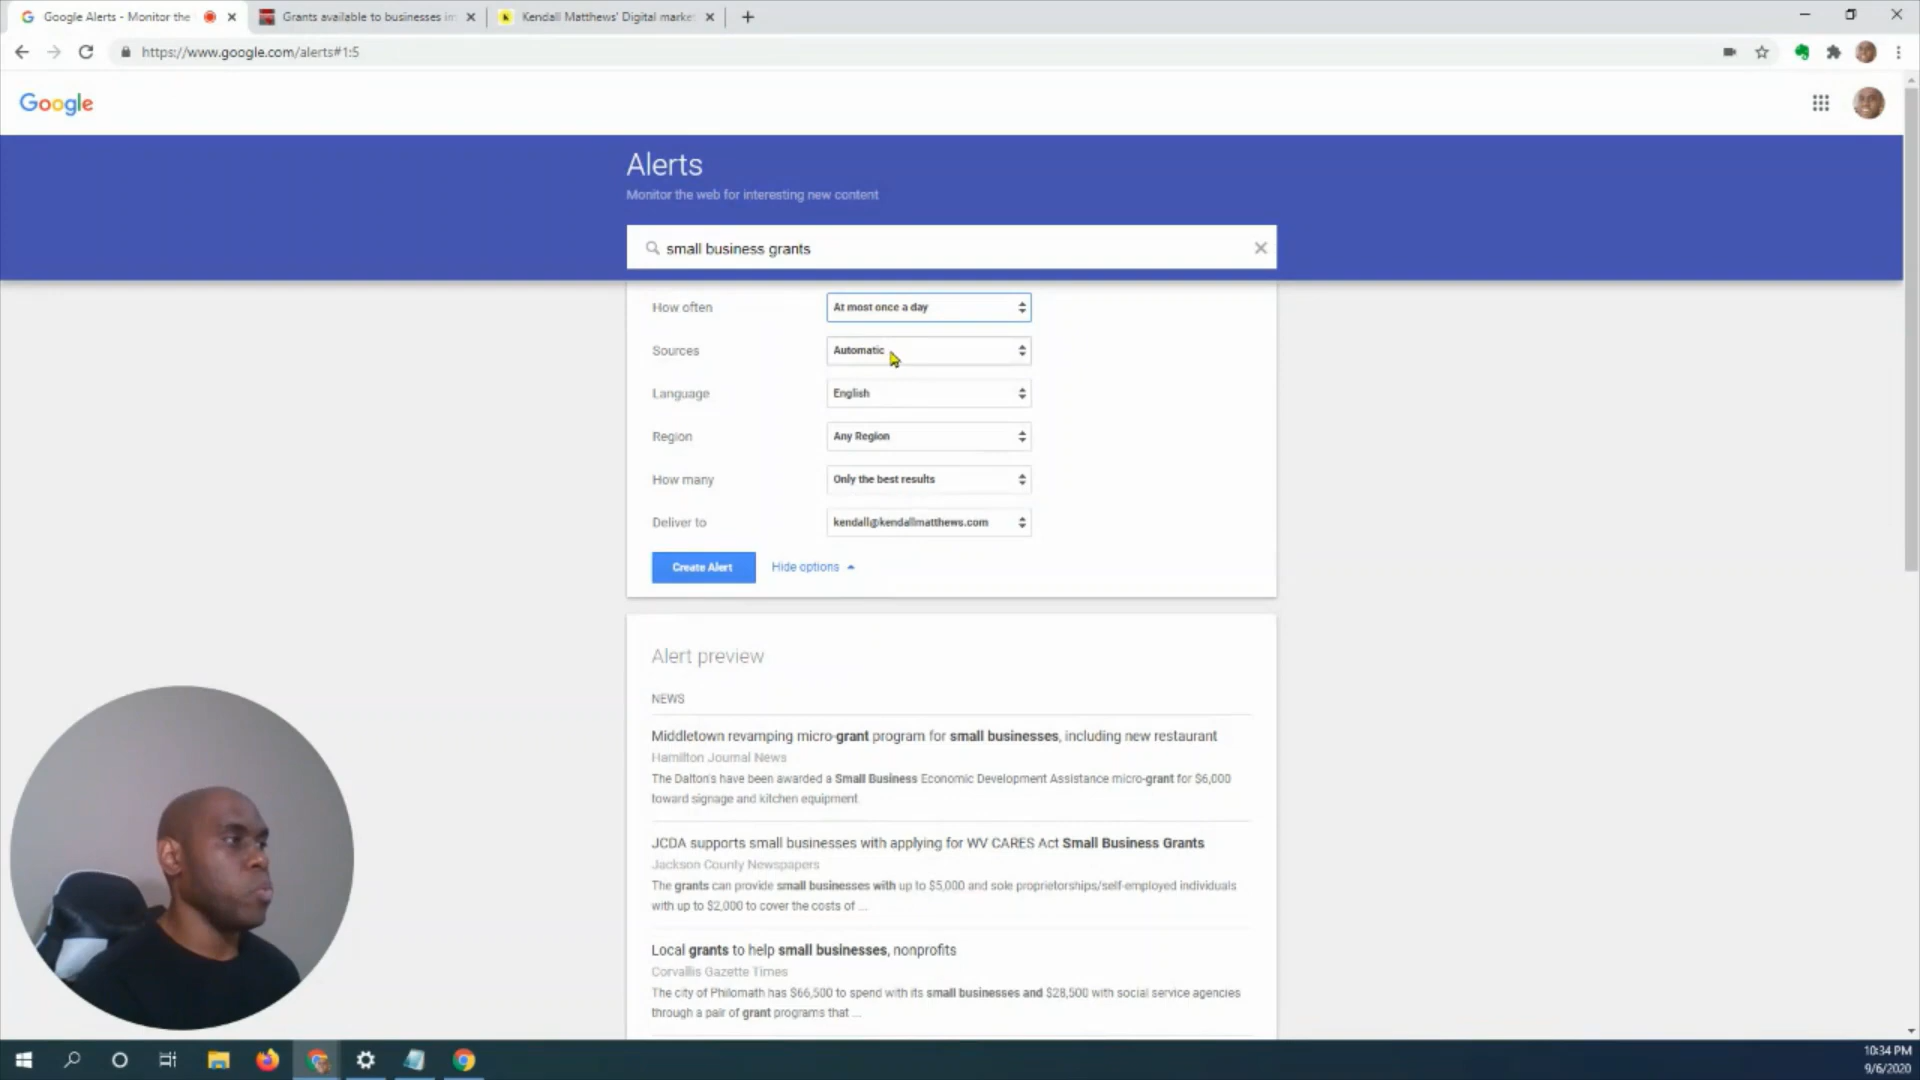 Google Alerts - Monitor the
Grants available to businesses in
Kendall Matthews' Digital marke
https://www.google.com/alerts#1:5
Google
Alerts
Monitor the web for interesting new content
small business grants
How often
At most once a day
Sources
Automatic
Language
English
Region
Any Region
How many
Only the best results
Deliver to
kendall@kendallmatthews.com
Create Alert
Hide options
Alert preview
NEWS
Middletown revamping micro-grant program for small businesses, including new restaurant
Hamilton Journal News
The Dalton's have been awarded a Small Business Economic Development Assistance micro-grant for $6,000
toward signage and kitchen equipment.
JCDA supports small businesses with applying for WV CARES Act Small Business Grants
Jackson County Newspapers
The grants can provide small businesses with up to $5,000 and sole proprietorships/self-employed individuals
with up to $2,000 to cover the costs of ...
Local grants to help small businesses, nonprofits
Corvallis Gazette Times
The city of Philomath has $66,500 to spend with its small businesses and $28,500 with social service agencies
through a pair of grant programs that ...
10:34 PM
9/6/2020